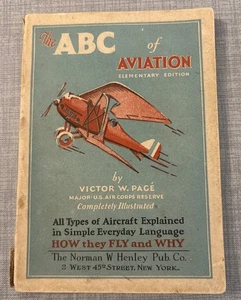 The ABC
of
AVIATION
ELEMENTARY EDITION
by
VICTOR W. PAGÉ
MAJOR-U.S. AIR CORPS RESERVE
Completely Illustrated
All Types of Aircraft Explained
in Simple Everyday Language
HOW they FLY and WHY
The Norman W Henley Pub. Co.
2 WEST 45TH STREET. NEW YORK.